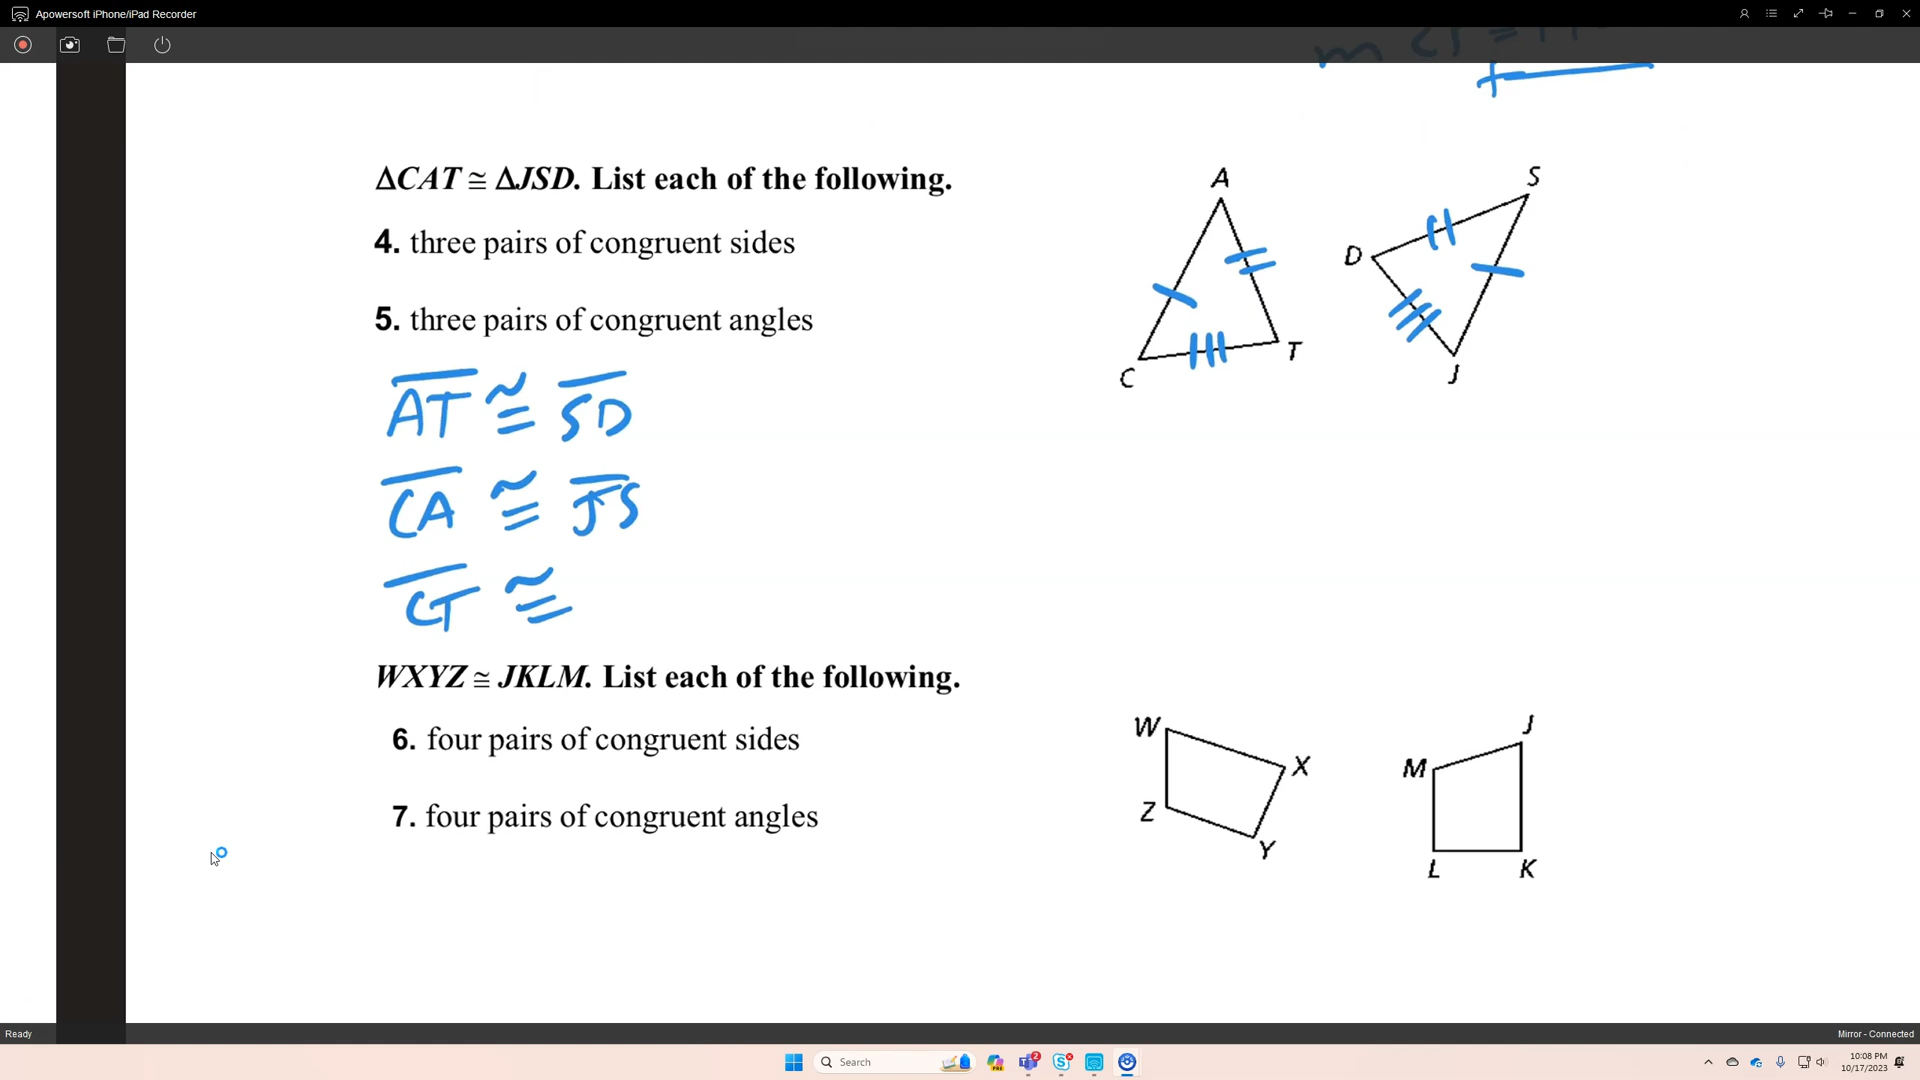 Apowersoft iPhone/iPad Recorder
ΔCAT ≅ ΔJSD. List each of the following.
4. three pairs of congruent sides
5. three pairs of congruent angles
A
C
T
S
D
J
AT ≅ SD
CA ≅ JS
CT ≅
WXYZ ≅ JKLM. List each of the following.
6. four pairs of congruent sides
7. four pairs of congruent angles
W
X
Z
Y
J
M
L
K
Ready
Mirror - Connected
Search
PRE
2
10:08 PM
10/17/2023